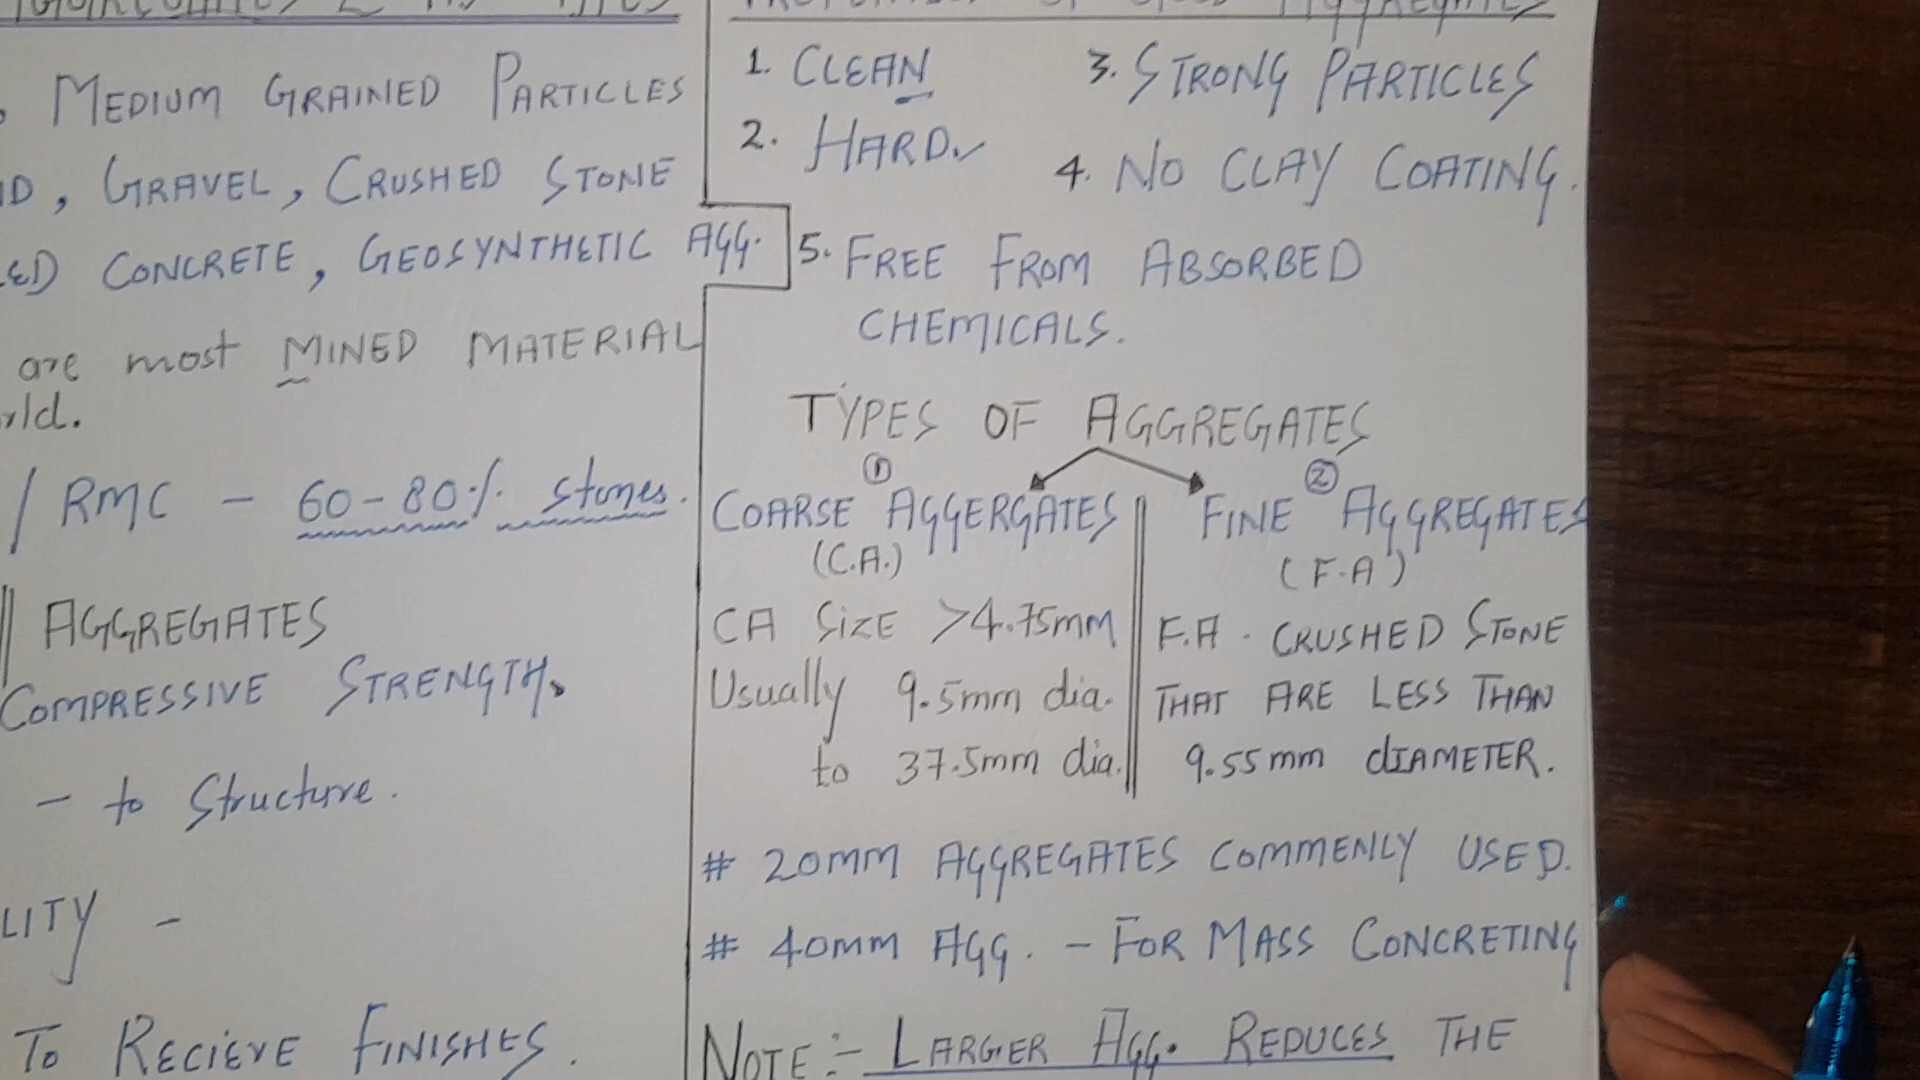 MEDIUM GRAINED PARTICLES
, GRAVEL, CRUSHED STONE
CONCRETE, GEOSYNTHETIC AGG.
are most MINED MATERIAL
/ RMC - 60-80% stones.
AGGREGATES
COMPRESSIVE STRENGTH.
- to Structure.
-
TO RECIEVE FINISHES.
1. CLEAN
2. HARD.
3. STRONG PARTICLES
4. NO CLAY COATING.
5. FREE FROM ABSORBED
CHEMICALS.
TYPES OF AGGREGATES
1
COARSE AGGERGATES
(C.A.)
CA SIZE >4.75mm
Usually 9.5mm dia.
to 37.5mm dia.
2
FINE AGGREGATES
(F.A)
F.A - CRUSHED STONE
THAT ARE LESS THAN
9.55mm dIAMETER.
# 20MM AGGREGATES COMMENLY USED.
# 40mm AGG. - FOR MASS CONCRETING
NOTE :- LARGER AGG. REDUCES THE